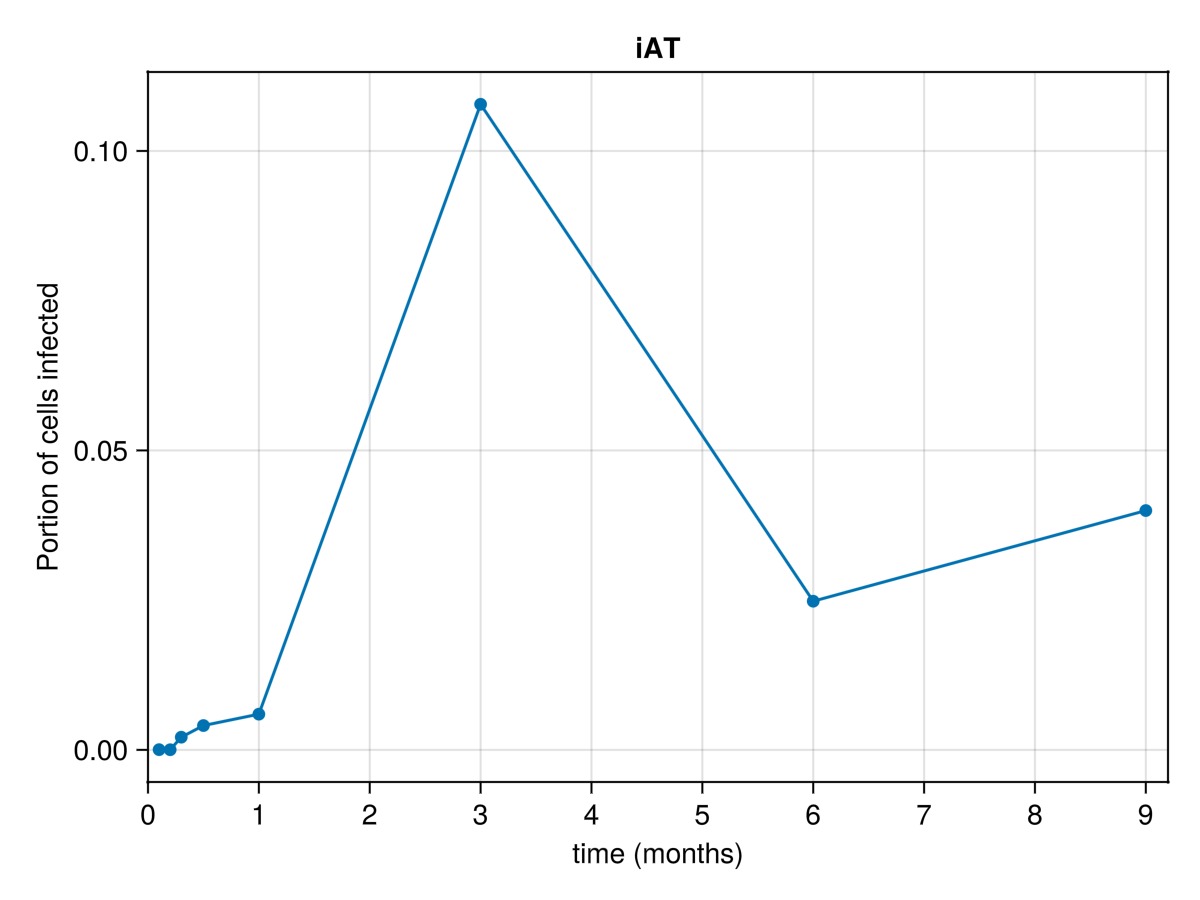 iAT
0.10
0.05
0.00
Portion of cells infected
0 1 2 3 4 5 6 7 8 9
time (months)